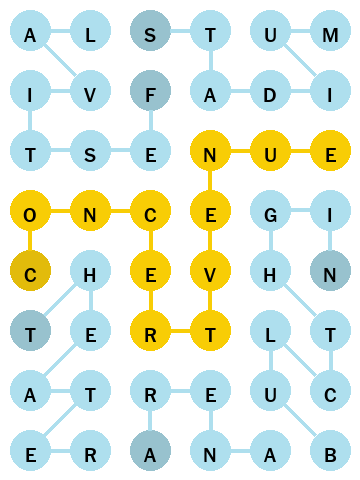 A L S T U M
I V F A D I
T S E N U E
O N C E G I
C H E V H N
T E R T L T
A T R E U C
E R A N A B